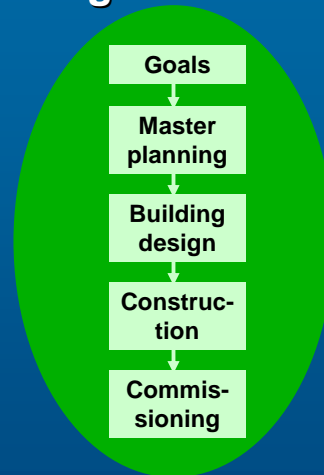 Goals
Master
planning
Building
design
Construc-
tion
Commis-
sioning